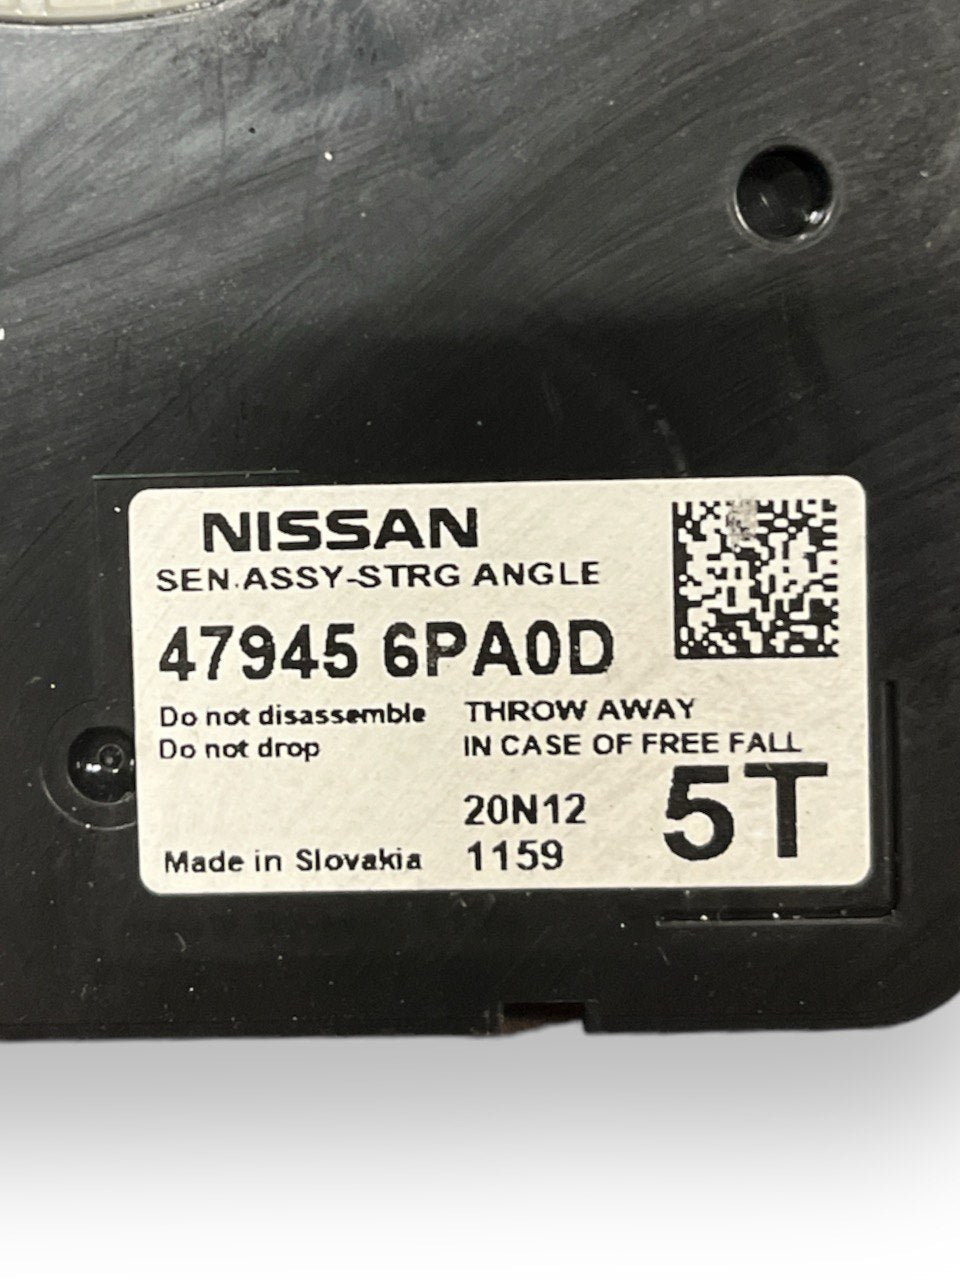 NISSAN
SEN.ASSY-STRG ANGLE
47945 6PA0D
Do not disassemble THROW AWAY
Do not drop IN CASE OF FREE FALL
20N12 5T
Made in Slovakia 1159